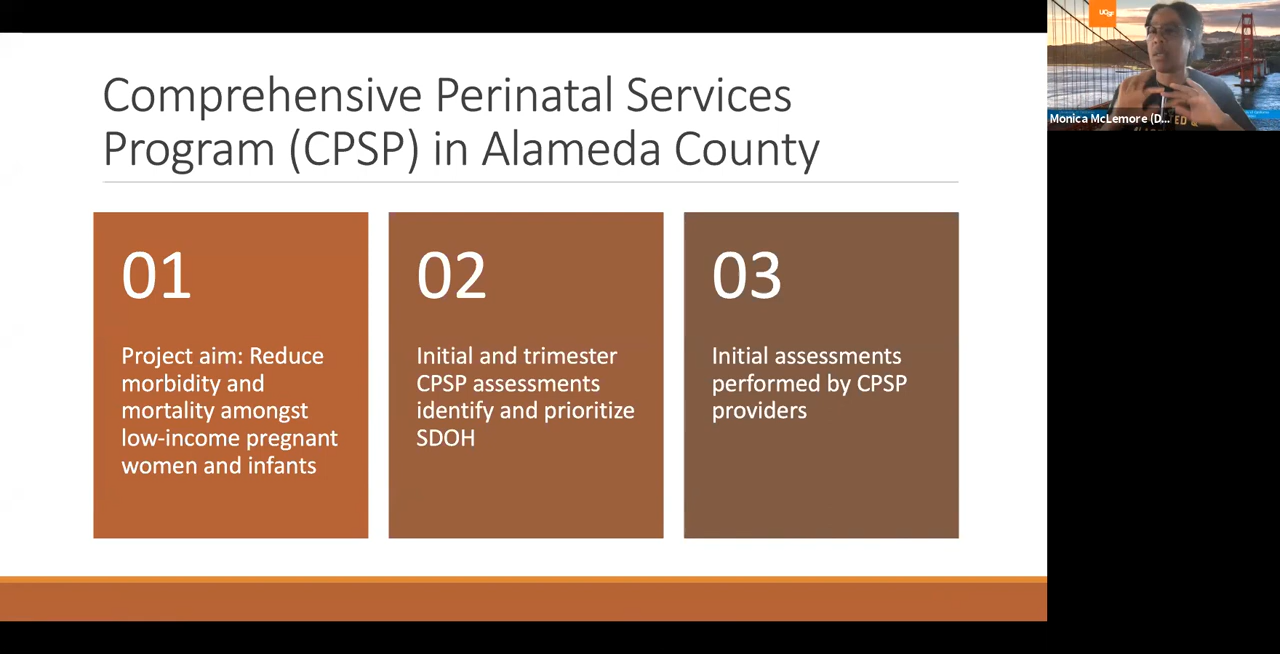 Comprehensive Perinatal Services
Program (CPSP) in Alameda County
01
Project aim: Reduce
morbidity and
mortality amongst
low-income pregnant
women and infants
02
Initial and trimester
CPSP assessments
identify and prioritize
SDOH
03
Initial assessments
performed by CPSP
providers
Monica McLemore (D...